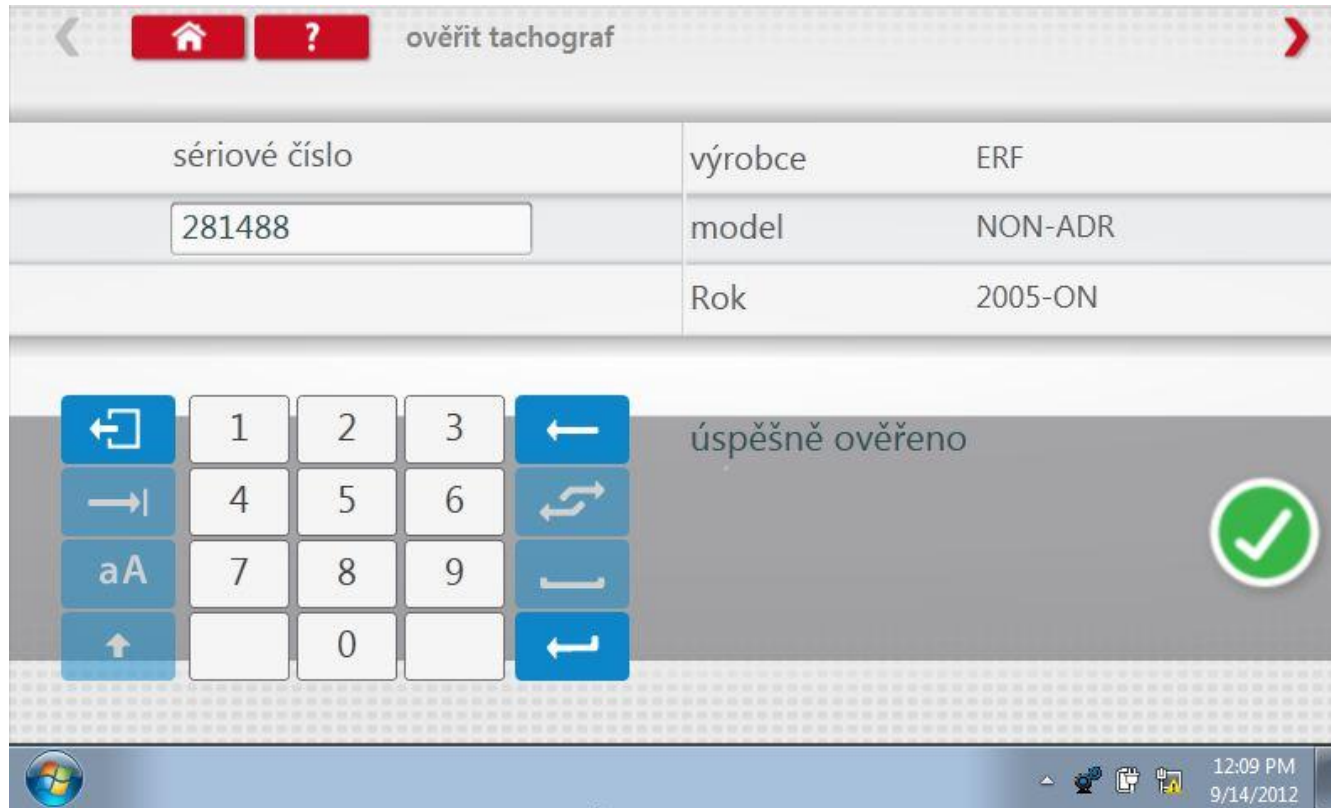 ? ověřit tachograf
sériové číslo
281488
výrobce ERF
model NON-ADR
Rok 2005-ON
1 2 3
4 5 6
aA 7 8 9
0
úspěšně ověřeno
12:09 PM
9/14/2012